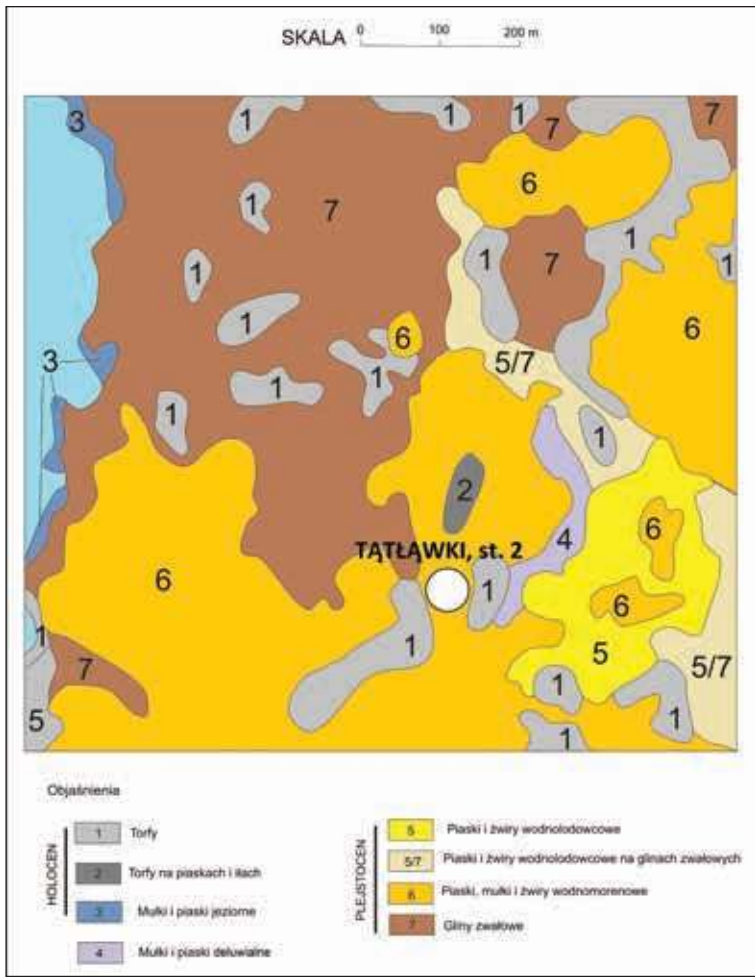 SKALA 0 100 200 m
3
1
1
1
7
7
6
1
7
1
1
7
1
1
6
1
3
6
5/7
1
1
1
1
2
4
6
TĄTŁAWKI, st. 2
6
1
6
1
1
5
7
5/7
1
5
1
1
Objaśnienia
HOLOCEN
1 Torfy
2 Torfy na piaskach i iłach
3 Mułki i piaski jeziorne
4 Mułki i piaski deluwialne
PLEJSTOCEN
5 Piaski i żwiry wodnolodowcowe
5/7 Piaski i żwiry wodnolodowcowe na glinach zwałowych
6 Piaski, mułki i żwiry wodnomorenowe
7 Gliny zwałowe